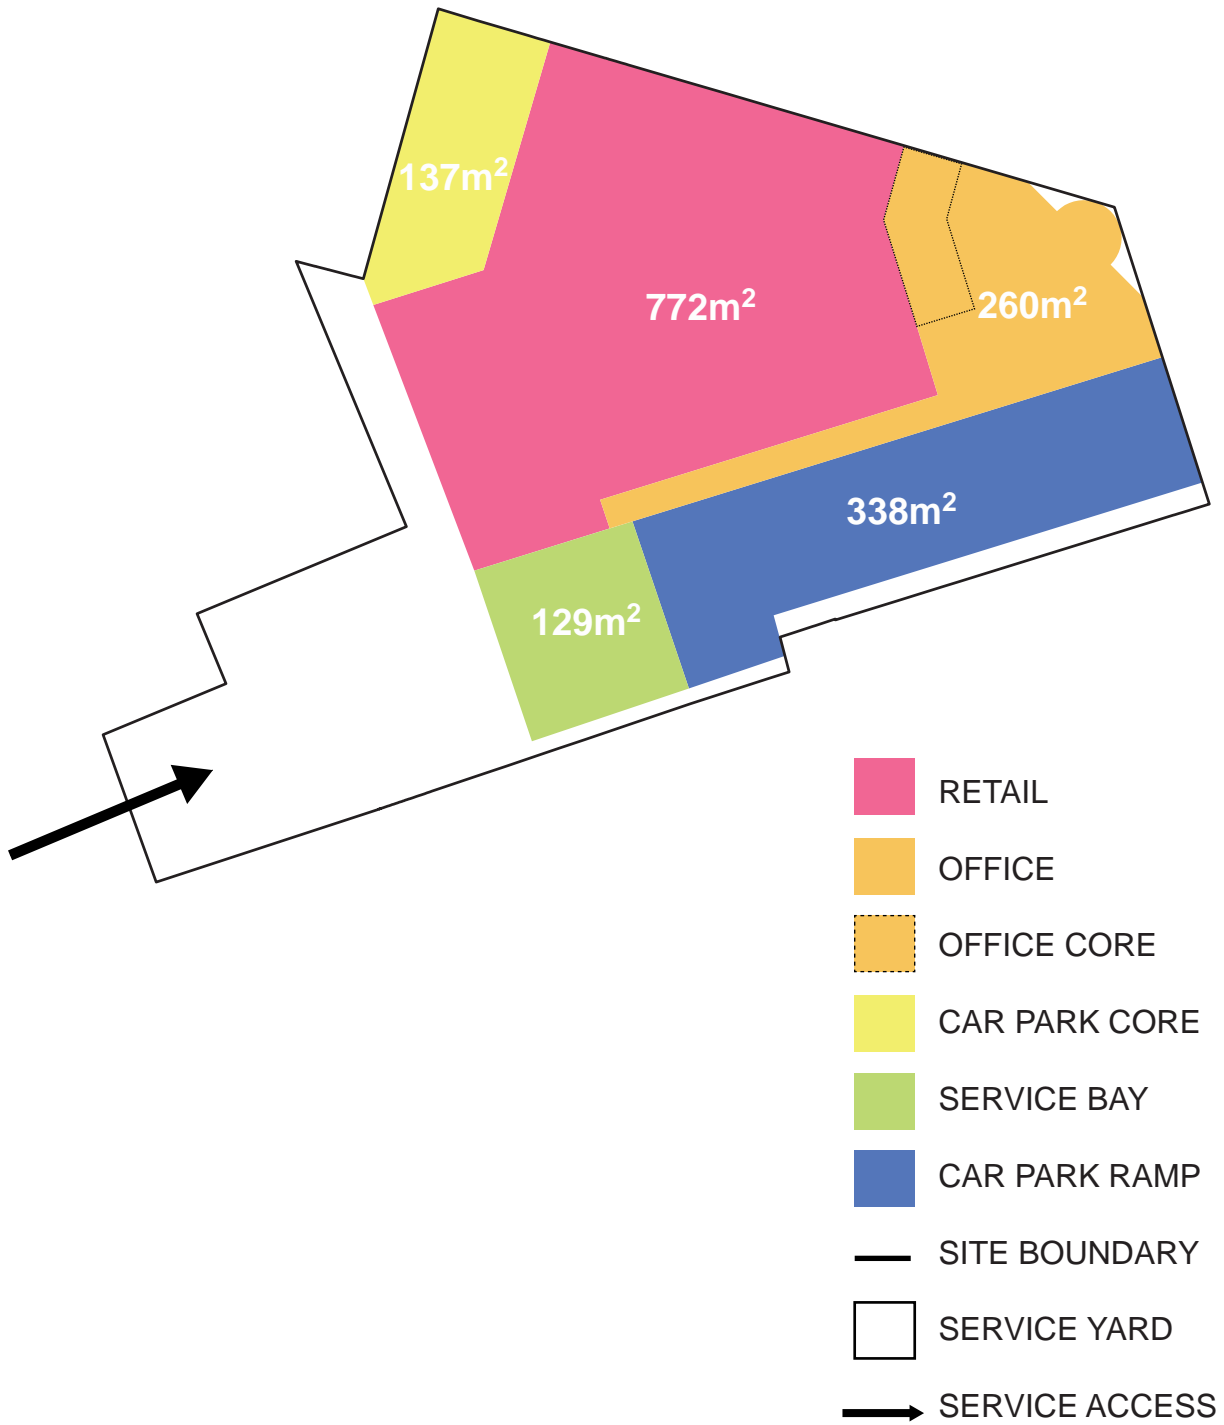 137m²
772m²
260m²
338m²
129m²
RETAIL
OFFICE
OFFICE CORE
CAR PARK CORE
SERVICE BAY
CAR PARK RAMP
SITE BOUNDARY
SERVICE YARD
SERVICE ACCESS